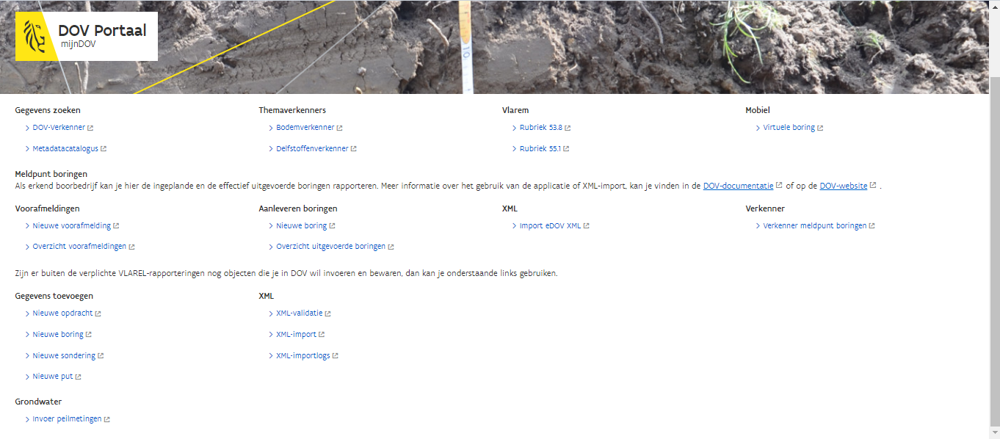 DOV Portaal
mijnDOV
10
Gegevens zoeken
DOV-Verkenner
Metadatacatalogus
Themaverkenners
Bodemverkenner
Delfstoffenverkenner
Vlarem
Rubriek 53.8
Rubriek 55.1
Mobiel
Virtuele boring
Meldpunt boringen
Als erkend boorbedrijf kan je hier de ingeplande en de effectief uitgevoerde boringen rapporteren. Meer informatie over het gebruik van de applicatie of XML-import, kan je vinden in de DOV-documentatie of op de DOV-website .
Voorafmeldingen
Nieuwe voorafmelding
Overzicht voorafmeldingen
Aanleveren boringen
Nieuwe boring
Overzicht uitgevoerde boringen
XML
Import eDOV XML
Verkenner
Verkenner meldpunt boringen
Zijn er buiten de verplichte VLAREL-rapporteringen nog objecten die je in DOV wil invoeren en bewaren, dan kan je onderstaande links gebruiken.
Gegevens toevoegen
Nieuwe opdracht
Nieuwe boring
Nieuwe sondering
Nieuwe put
XML
XML-validatie
XML-import
XML-importlogs
Grondwater
Invoer peilmetingen